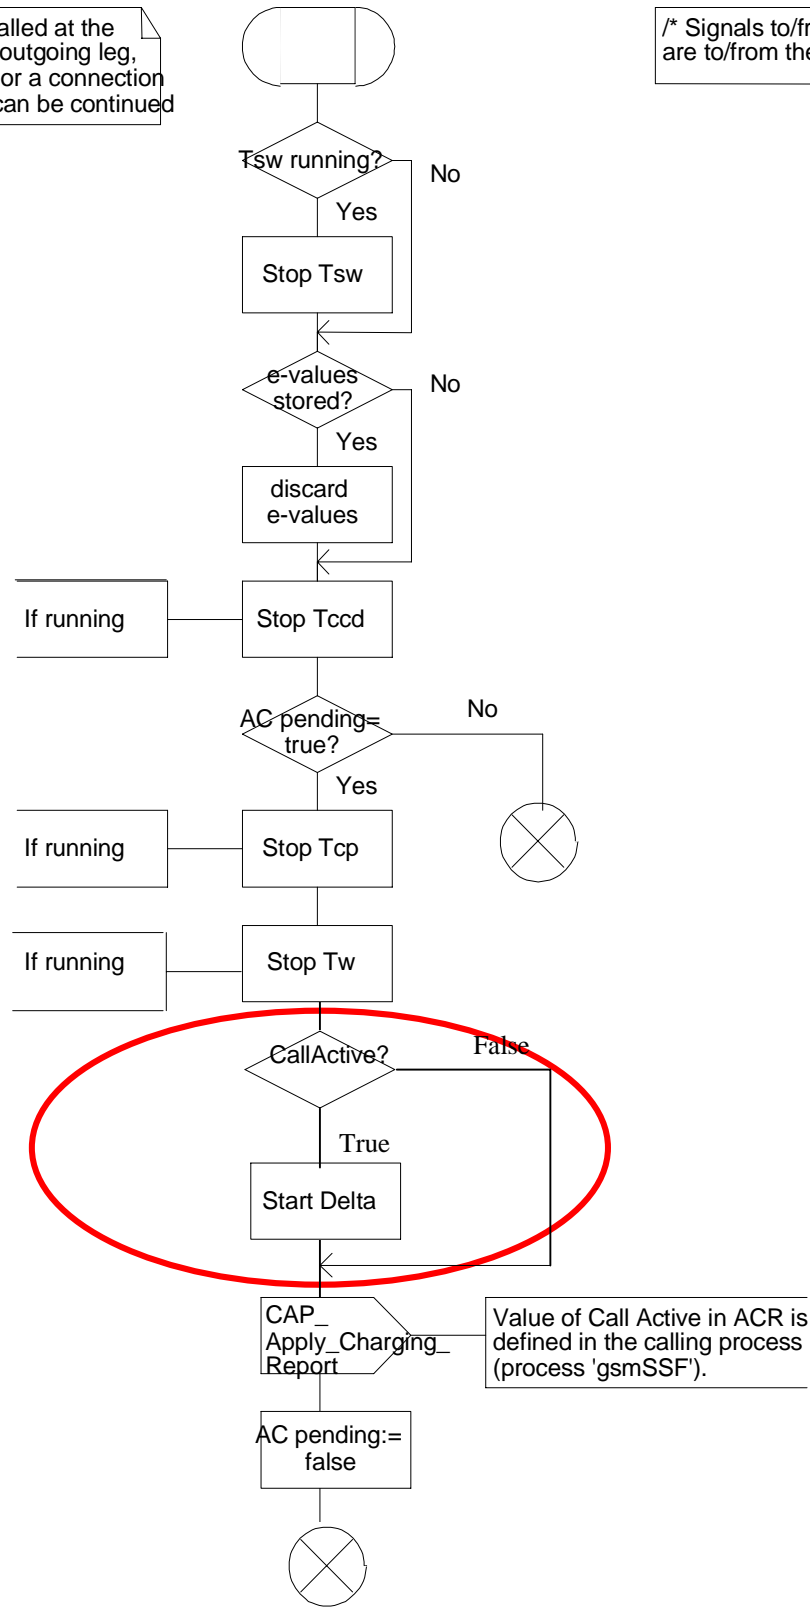 alled at the
outgoing leg,
or a connection
can be continued
/* Signals to/fr
are to/from the
Tsw running?
No
Yes
Stop Tsw
e-values
stored?
No
Yes
discard
e-values
If running
Stop Tccd
AC pending=
true?
No
Yes
If running
Stop Tcp
If running
Stop Tw
CallActive?
False
True
Start Delta
CAP_
Apply_Charging_
Report
Value of Call Active in ACR is
defined in the calling process
(process 'gsmSSF').
AC pending:=
false